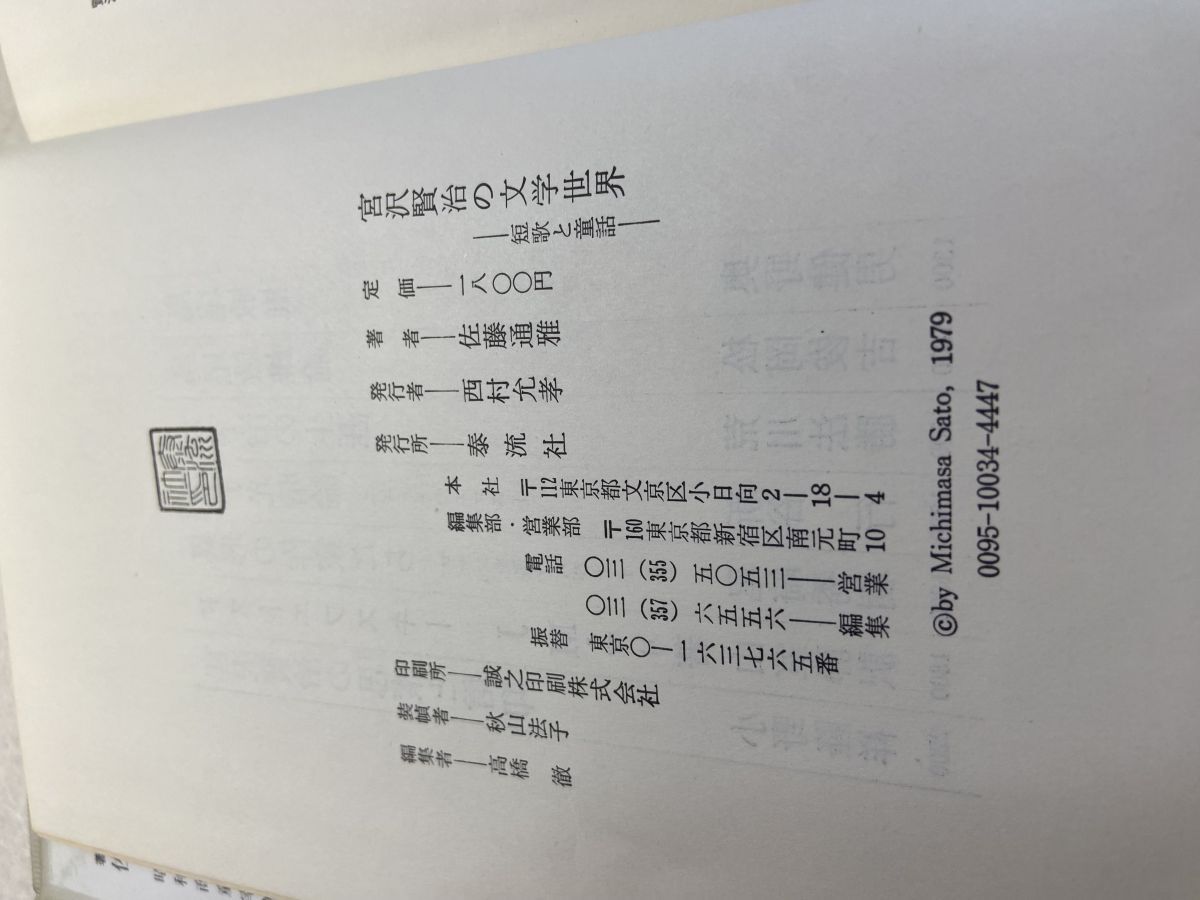 宮沢賢治の文学世界
―短歌と童話―
定価―一八〇〇円
著者―佐藤通雅
発行者―西村允孝
発行所―泰流社
本社 〒112東京都文京区小日向2―18―4
編集部・営業部 〒160東京都新宿区南元町10
電話 〇三(355)五〇五三―営業
〇三(357)六五五六―編集
振替 東京〇―一六三七六五番
印刷所―誠之印刷株式会社
装幀者―秋山法子
編集者―高橋徹
©by Michimasa Sato, 1979
0095-10034-4447